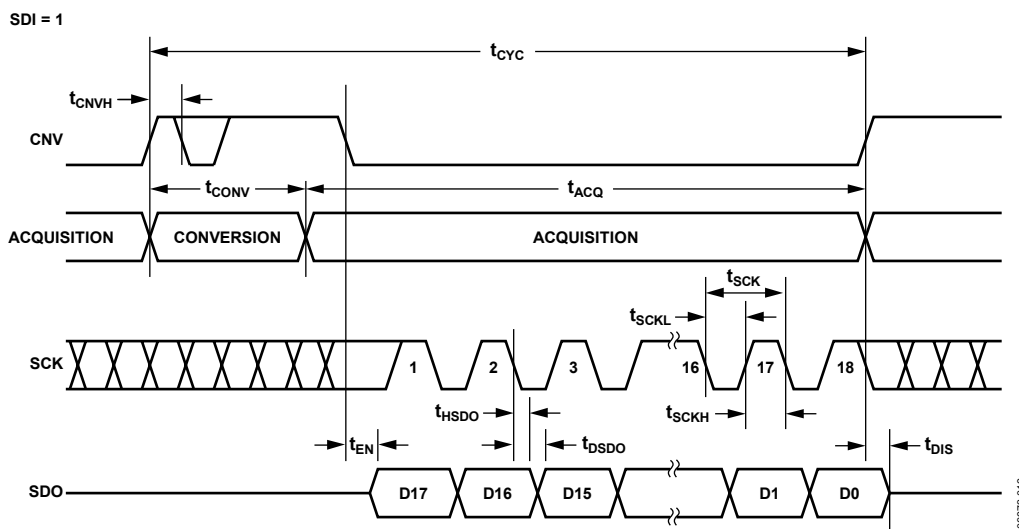 SDI = 1
tCYC
tCNVH
CNV
tCONV
tACQ
ACQUISITION
CONVERSION
ACQUISITION
tSCK
tSCKL
SCK
1
2
3
16
17
18
tHSDO
tSCKH
tEN
tDSDO
tDIS
SDO
D17
D16
D15
D1
D0